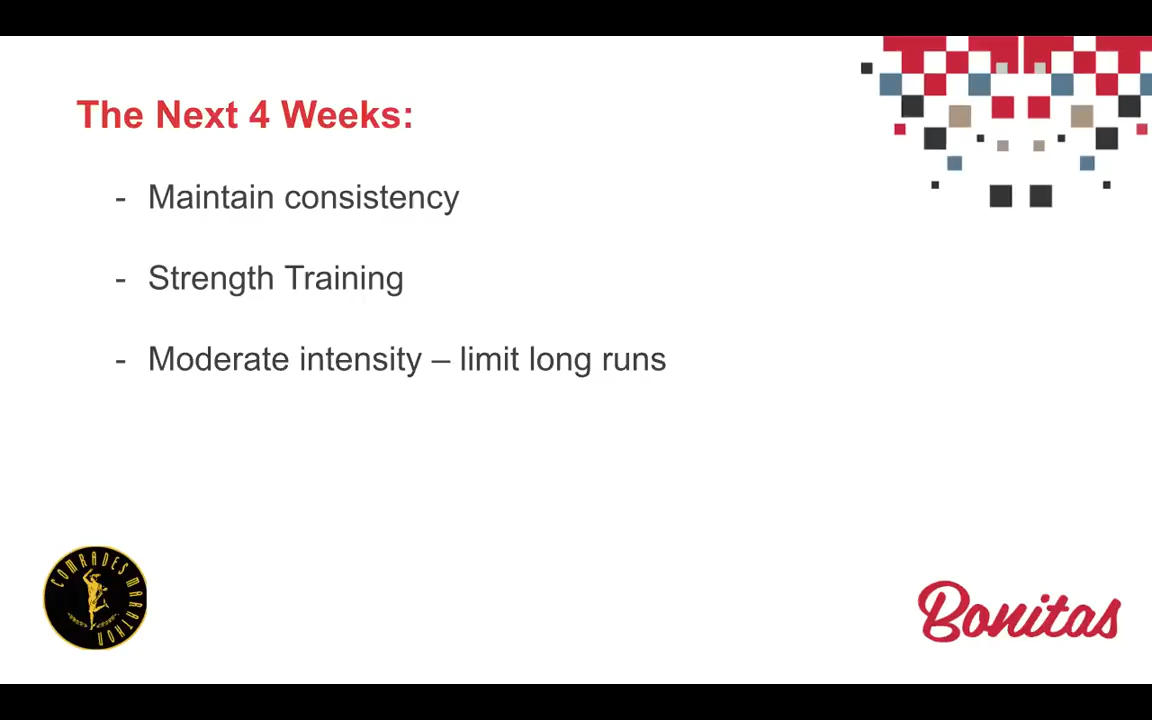 The Next 4 Weeks:
- Maintain consistency
- Strength Training
- Moderate intensity – limit long runs
COMRADES MARATHON
Bonitas